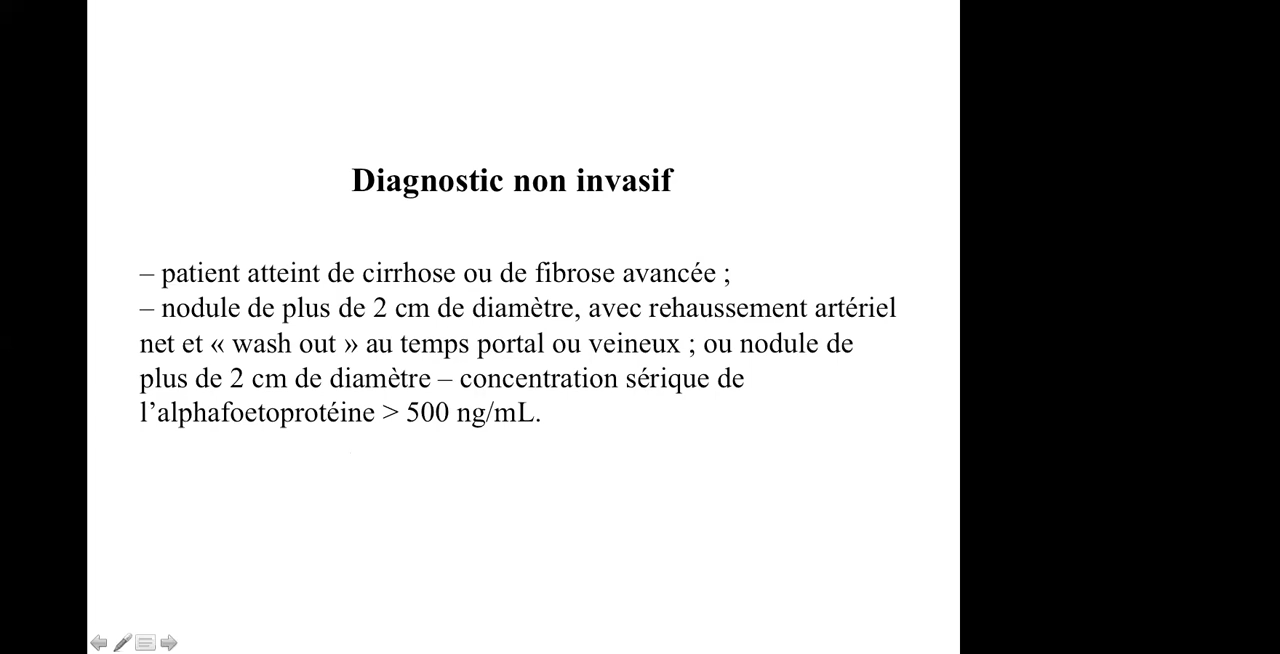 Diagnostic non invasif
– patient atteint de cirrhose ou de fibrose avancée ;
– nodule de plus de 2 cm de diamètre, avec rehaussement artériel
net et « wash out » au temps portal ou veineux ; ou nodule de
plus de 2 cm de diamètre – concentration sérique de
l’alphafoetoprotéine > 500 ng/mL.